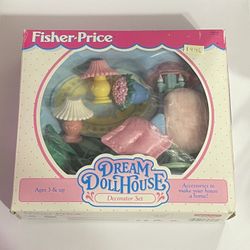 Fisher-Price
DREAM
DOLLHOUSE
Decorator Set
Ages 3 & up
Accessories to
make your house
a home!